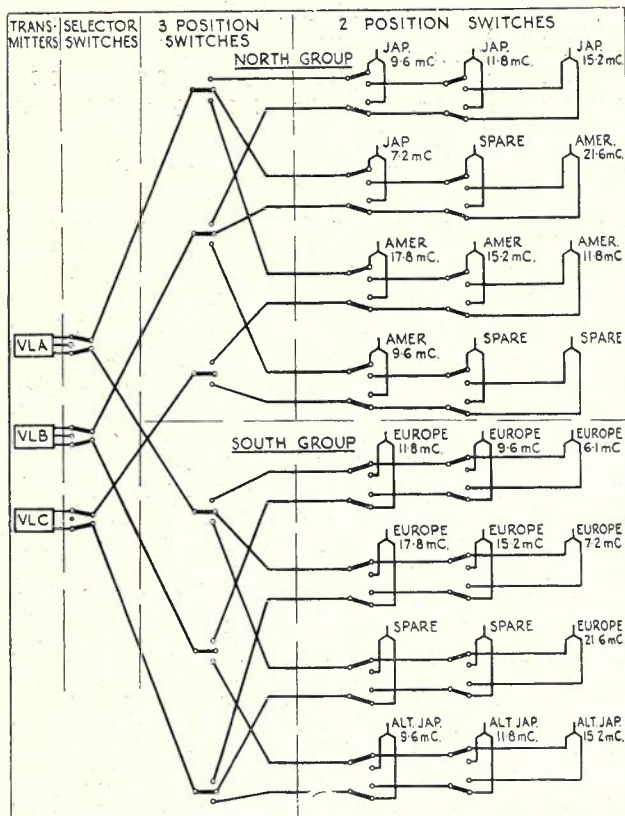 TRANS-MITTERS
SELECTOR SWITCHES
3 POSITION SWITCHES
2 POSITION SWITCHES
NORTH GROUP
JAP. 9·6 mC.
JAP. 11·8 mC.
JAP. 15·2 mC.
JAP 7·2 mC
SPARE
AMER. 21·6 mC.
AMER 17·8 mC.
AMER 15·2 mC
AMER. 11·8 mC
AMER 9·6 mC
SPARE
SPARE
VLA
VLB
VLC
SOUTH GROUP
EUROPE 11·8 mC.
EUROPE 9·6 mC
EUROPE 6·1 mC
EUROPE 17·8 mC
EUROPE 15·2 mC
EUROPE 7·2 mC
SPARE
SPARE
EUROPE 21·6 mC
ALT. JAP. 9·6 mC.
ALT JAP. 11·8 mC.
ALT. JAP. 15·2 mC